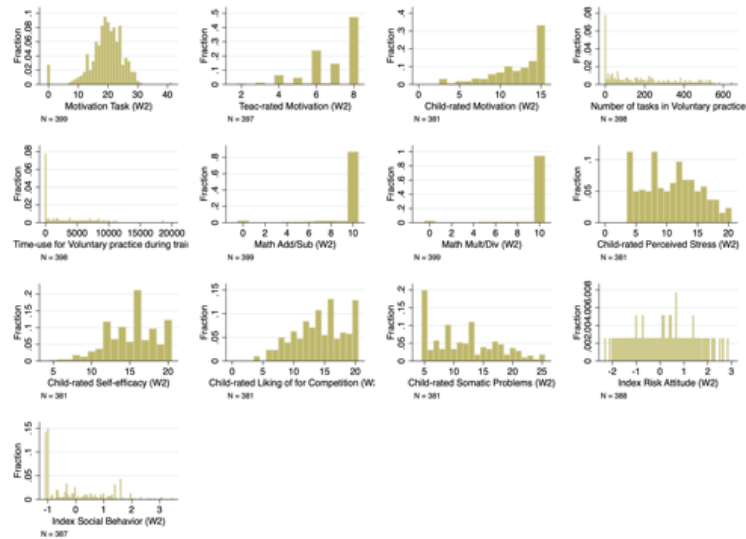 Fraction
0 .02 .04 .06 .08 .1
0 10 20 30 40
Motivation Task (W2)
N = 399
Fraction
0 .1 .2 .3 .4 .5
2 4 6 8
Teac-rated Motivation (W2)
N = 397
Fraction
0 .1 .2 .3 .4
0 5 10 15
Child-rated Motivation (W2)
N = 381
Fraction
0 .02 .04 .06 .08
0 200 400 600
Number of tasks in Voluntary practice
N = 398
Fraction
0 .02 .04 .06 .08
0 5000 10000 15000 20000
Time-use for Voluntary practice during trai
N = 398
Fraction
0 .2 .4 .6 .8
0 2 4 6 8 10
Math Add/Sub (W2)
N = 399
Fraction
0 .2 .4 .6 .8 1
0 2 4 6 8 10
Math Mult/Div (W2)
N = 399
Fraction
0 .05 .1
0 5 10 15 20
Child-rated Perceived Stress (W2)
N = 381
Fraction
0 .05 .1 .15 .2
5 10 15 20
Child-rated Self-efficacy (W2)
N = 381
Fraction
0 .05 .1 .15
0 5 10 15 20
Child-rated Liking of for Competition (W2
N = 381
Fraction
0 .05 .1 .15 .2
5 10 15 20 25
Child-rated Somatic Problems (W2)
N = 381
Fraction
0 .002 .004 .006 .008
-2 -1 0 1 2 3
Index Risk Attitude (W2)
N = 388
Fraction
0 .05 .1 .15
-1 0 1 2 3
Index Social Behavior (W2)
N = 387